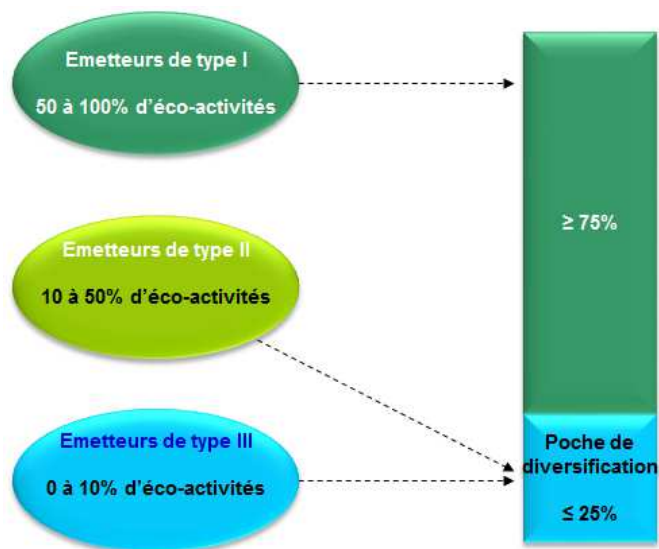 Emetteurs de type I
50 à 100% d’éco-activités
Emetteurs de type II
10 à 50% d’éco-activités
Emetteurs de type III
0 à 10% d’éco-activités
≥ 75%
Poche de
diversification
≤ 25%